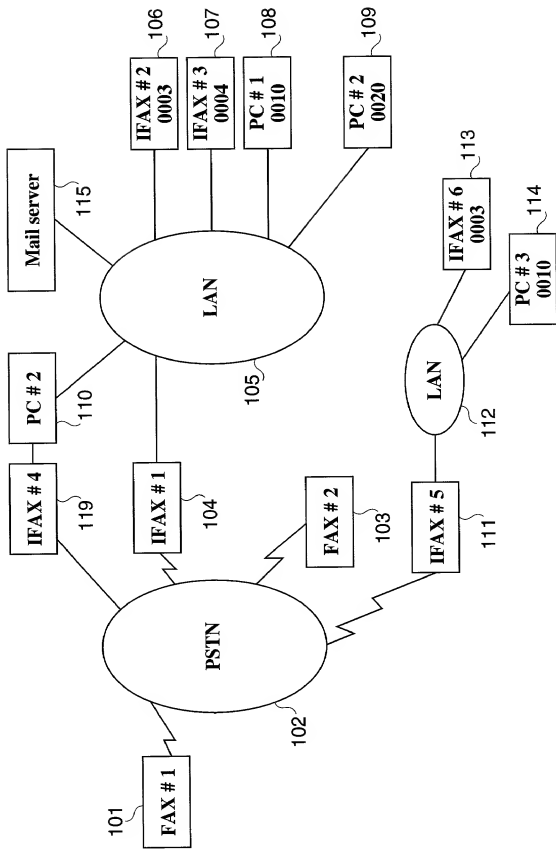 Mail server
115
IFAX # 2
0003
106
IFAX # 3
0004
107
PC # 1
0010
108
PC # 2
0020
109
LAN
105
PC # 2
110
IFAX # 4
119
IFAX # 1
104
FAX # 2
103
PSTN
102
FAX # 1
101
IFAX # 5
111
LAN
112
IFAX # 6
0003
113
PC # 3
0010
114